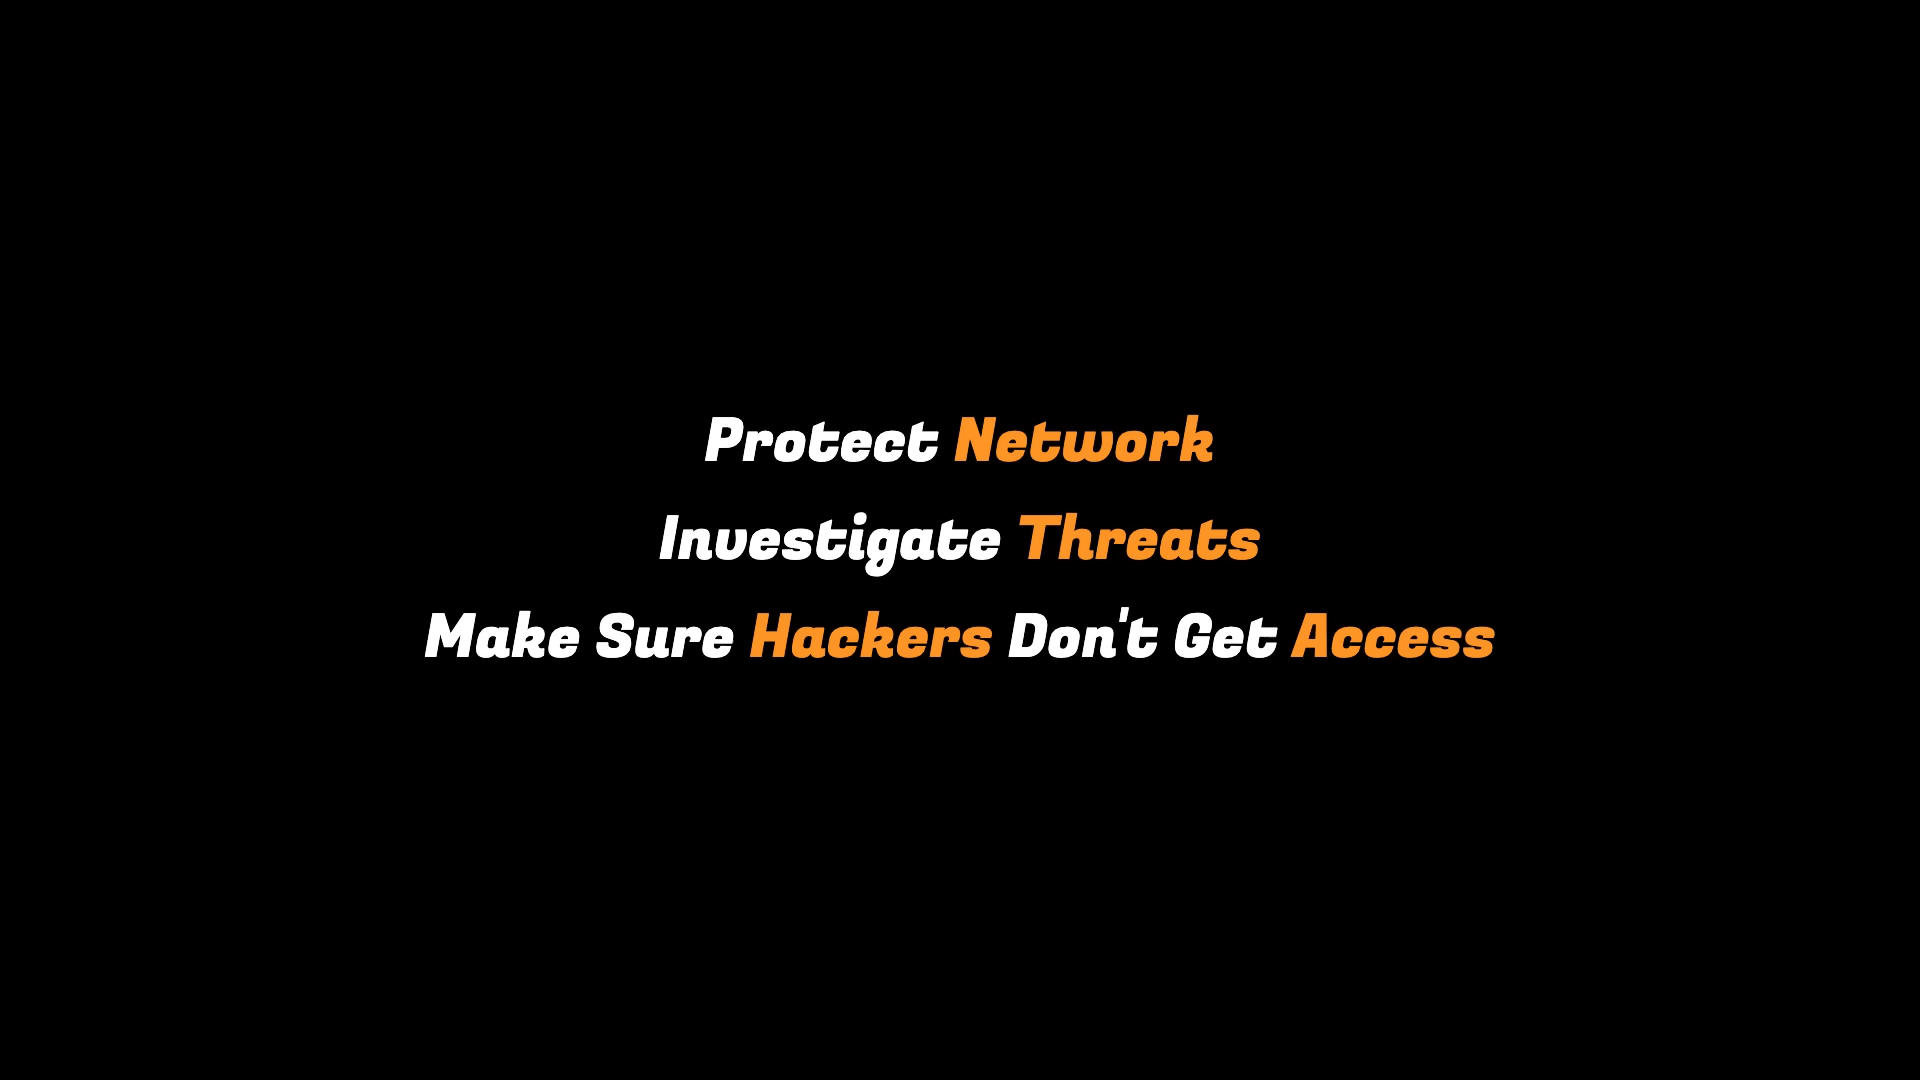 Protect Network
Investigate Threats
Make Sure Hackers Don't Get Access